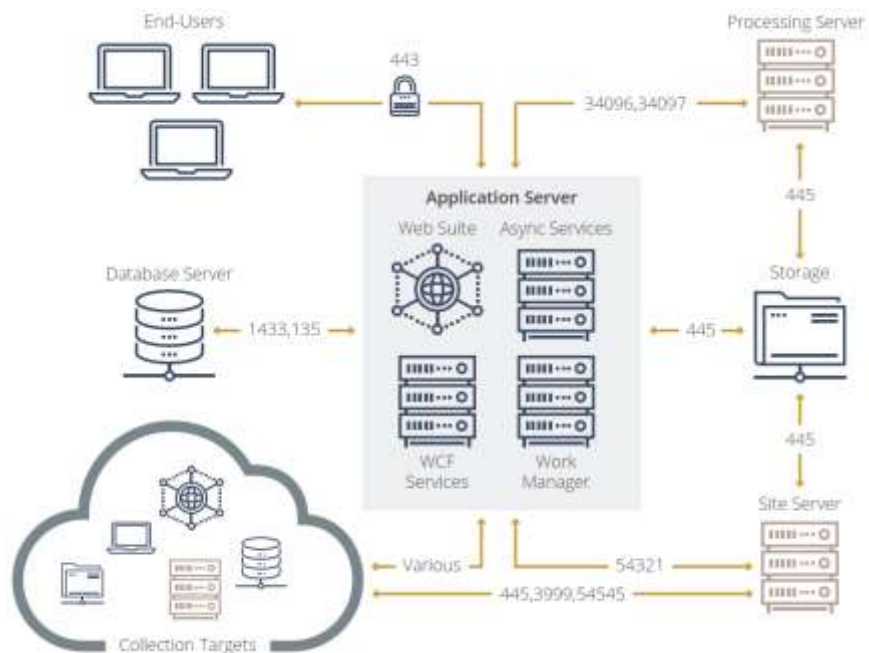 End-Users
Processing Server
443
34096,34097
445
Application Server
Web Suite
Async Services
Database Server
Storage
1433,135
445
WCF
Services
Work
Manager
445
Site Server
Various
54321
445,3999,54545
Collection Targets